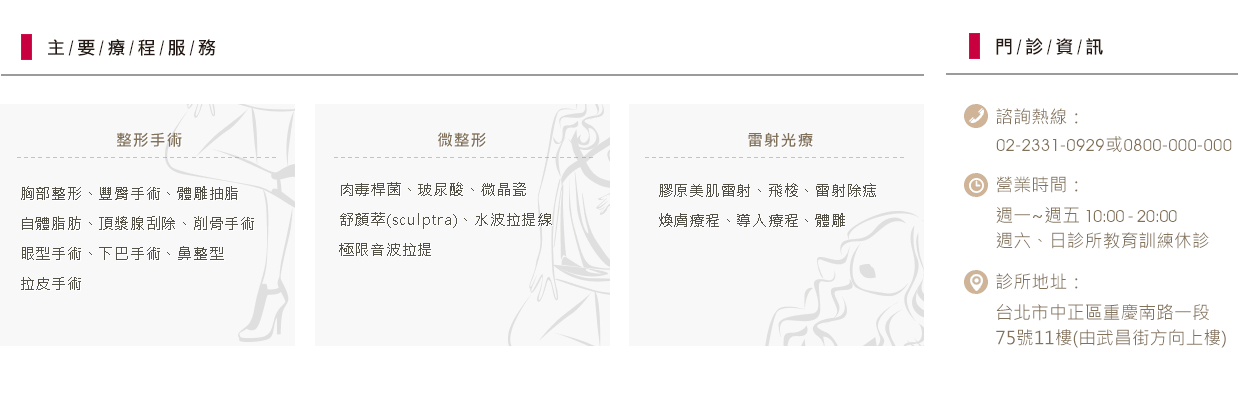 主/要/療/程/服/務
整形手術
胸部整形、豐臀手術、體雕抽脂
自體脂肪、頂漿腺刮除、削骨手術
眼型手術、下巴手術、鼻整型
拉皮手術
微整形
肉毒桿菌、玻尿酸、微晶瓷
舒顏萃(sculptra)、水波拉提線
極限音波拉提
雷射光療
膠原美肌雷射、飛梭、雷射除痣
煥膚療程、導入療程、體雕
門/診/資/訊
諮詢熱線：
02-2331-0929或0800-000-000
營業時間：
週一~週五 10:00 - 20:00
週六、日診所教育訓練休診
診所地址：
台北市中正區重慶南路一段
75號11樓(由武昌街方向上樓)